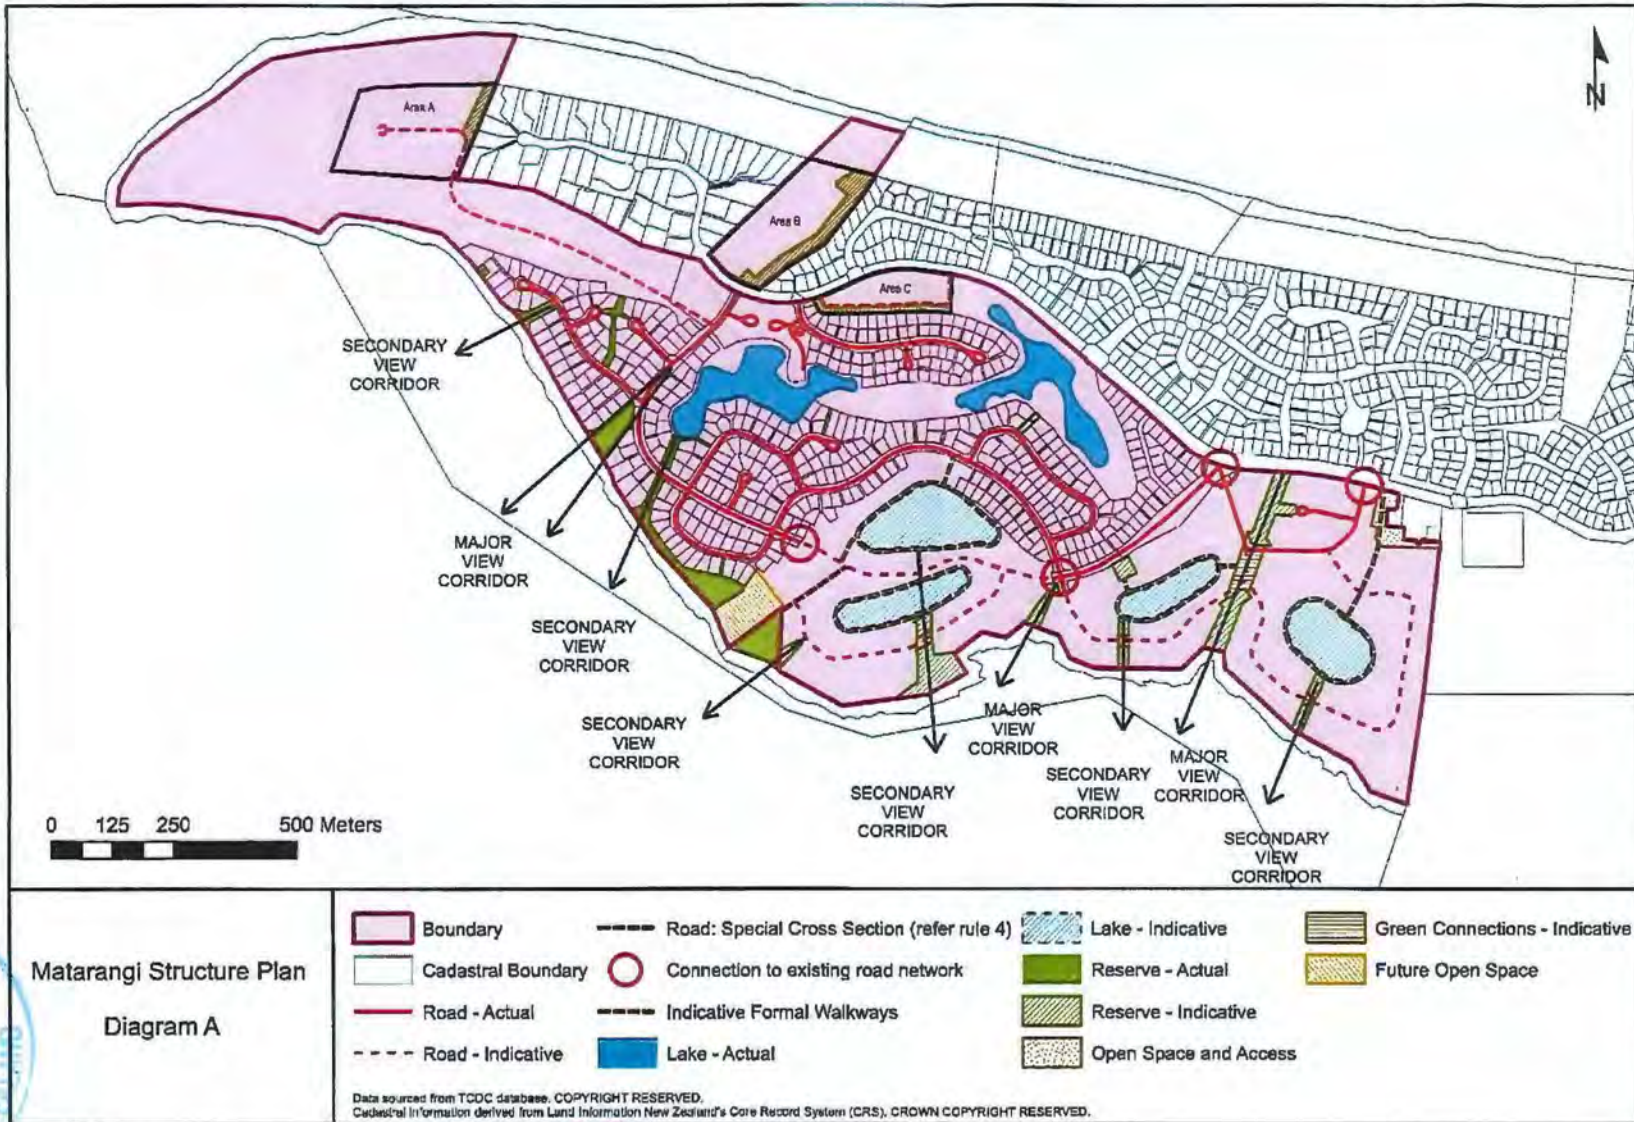 Area A
Area B
Area C
N
SECONDARY
VIEW
CORRIDOR
MAJOR
VIEW
CORRIDOR
SECONDARY
VIEW
CORRIDOR
SECONDARY
VIEW
CORRIDOR
SECONDARY
VIEW
CORRIDOR
MAJOR
VIEW
CORRIDOR
SECONDARY
VIEW
CORRIDOR
MAJOR
VIEW
CORRIDOR
SECONDARY
VIEW
CORRIDOR
0 125 250 500 Meters
Matarangi Structure Plan
Diagram A
Boundary
Cadastral Boundary
Road - Actual
Road - Indicative
Road: Special Cross Section (refer rule 4)
Connection to existing road network
Indicative Formal Walkways
Lake - Actual
Lake - Indicative
Reserve - Actual
Reserve - Indicative
Open Space and Access
Green Connections - Indicative
Future Open Space
Data sourced from TCDC database. COPYRIGHT RESERVED.
Cadastral Information derived from Land Information New Zealand's Core Record System (CRS). CROWN COPYRIGHT RESERVED.